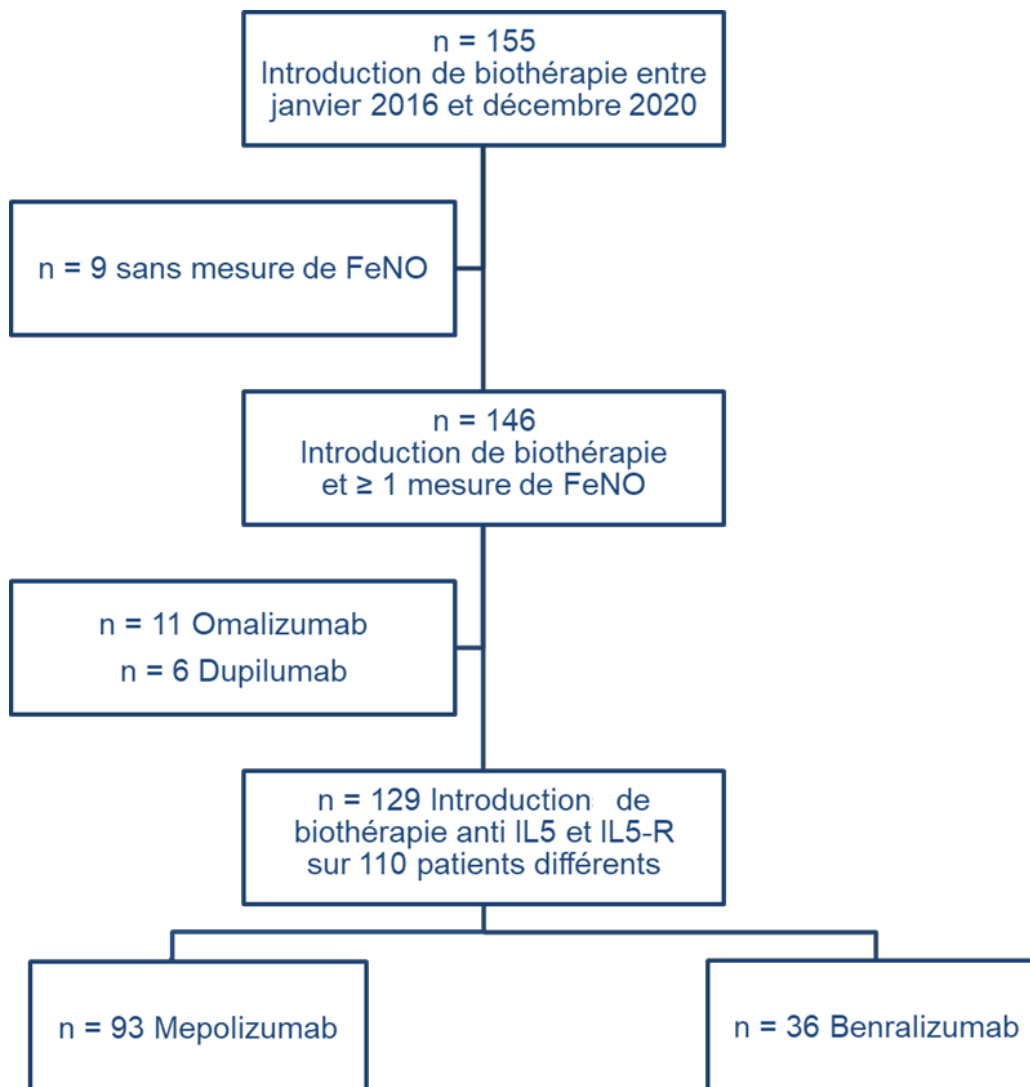 n = 155
Introduction de biothérapie entre
janvier 2016 et décembre 2020
n = 9 sans mesure de FeNO
n = 146
Introduction de biothérapie
et ≥ 1 mesure de FeNO
n = 11 Omalizumab
n = 6 Dupilumab
n = 129 Introduction de
biothérapie anti IL5 et IL5-R
sur 110 patients différents
n = 93 Mepolizumab
n = 36 Benralizumab